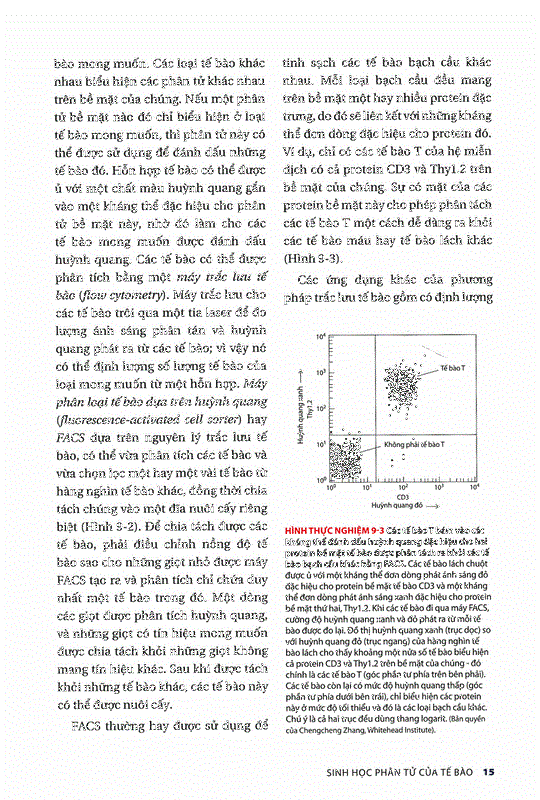 bào mong muốn. Các loại tế bào khác
nhau biểu hiện các phân tử khác nhau
trên bề mặt của chúng. Nếu một phân
tử bề mặt nào đó chỉ biểu hiện ở loại
tế bào mong muốn, thì phân tử này có
thể được sử dụng để đánh dấu những
tế bào đó. Hỗn hợp tế bào có thể được
ủ với một chất màu huỳnh quang gắn
vào một kháng thể đặc hiệu cho phân
tử bề mặt này, nhờ đó làm cho các
tế bào mong muốn được đánh dấu
huỳnh quang. Các tế bào có thể được
phân tích bằng một máy trắc lưu tế
bào (flow cytometry). Máy trắc lưu cho
các tế bào trôi qua một tia laser để đo
lượng ánh sáng phân tán và huỳnh
quang phát ra từ các tế bào; vì vậy nó
có thể định lượng số lượng tế bào của
loại mong muốn từ một hỗn hợp. Máy
phân loại tế bào dựa trên huỳnh quang
(fluorescence-activated cell sorter) hay
FACS dựa trên nguyên lý trắc lưu tế
bào, có thể vừa phân tích các tế bào và
vừa chọn lọc một hay một vài tế bào từ
hàng nghìn tế bào khác, đồng thời chia
tách chúng vào một đĩa nuôi cấy riêng
biệt (Hình 9-2). Để chia tách được các
tế bào, phải điều chỉnh nồng độ tế
bào sao cho những giọt nhỏ được máy
FACS tạo ra và phân tích chỉ chứa duy
nhất một tế bào trong đó. Một dòng
các giọt được phân tích huỳnh quang,
và những giọt có tín hiệu mong muốn
được chia tách khỏi những giọt không
mang tín hiệu khác. Sau khi được tách
khỏi những tế bào khác, các tế bào này
có thể được nuôi cấy.
FACS thường hay được sử dụng để
tinh sạch các tế bào bạch cầu khác
nhau. Mỗi loại bạch cầu đều mang
trên bề mặt một hay nhiều protein đặc
trưng, do đó sẽ liên kết với những kháng
thể đơn dòng đặc hiệu cho protein đó.
Ví dụ, chỉ có các tế bào T của hệ miễn
dịch có cả protein CD3 và Thy1.2 trên
bề mặt của chúng. Sự có mặt của các
protein bề mặt này cho phép phân tách
các tế bào T một cách dễ dàng ra khỏi
các tế bào máu hay tế bào lách khác
(Hình 9-3).
Các ứng dụng khác của phương
pháp trắc lưu tế bào gồm có định lượng
10⁴
10³
10²
10¹
10⁰
Huỳnh quang xanh →
Thy1.2
Tế bào T
Không phải tế bào T
10⁰ 10¹ 10² 10³ 10⁴
CD3
Huỳnh quang đỏ →
HÌNH THỰC NGHIỆM 9-3 Các tế bào T bám vào các
kháng thể đánh dấu huỳnh quang đặc hiệu cho hai
protein bề mặt tế bào được phân tách ra khỏi các tế
bào bạch cầu khác bằng FACS. Các tế bào lách chuột
được ủ với một kháng thể đơn dòng phát ánh sáng đỏ
đặc hiệu cho protein bề mặt tế bào CD3 và một kháng
thể đơn dòng phát ánh sáng xanh đặc hiệu cho protein
bề mặt thứ hai, Thy1.2. Khi các tế bào đi qua máy FACS,
cường độ huỳnh quang xanh và đỏ phát ra từ mỗi tế
bào được đo lại. Đồ thị huỳnh quang xanh (trục dọc) so
với huỳnh quang đỏ (trục ngang) của hàng nghìn tế
bào lách cho thấy khoảng một nửa số tế bào biểu hiện
cả protein CD3 và Thy1.2 trên bề mặt của chúng - đó
chính là các tế bào T (góc phần tư phía trên bên phải).
Các tế bào còn lại có mức độ huỳnh quang thấp (góc
phần tư phía dưới bên trái), chỉ biểu hiện các protein
này ở mức độ tối thiểu và đó là các loại bạch cầu khác.
Chú ý là cả hai trục đều dùng thang logarit. (Bản quyền
của Chengcheng Zhang, Whitehead Institute).
SINH HỌC PHÂN TỬ CỦA TẾ BÀO 15